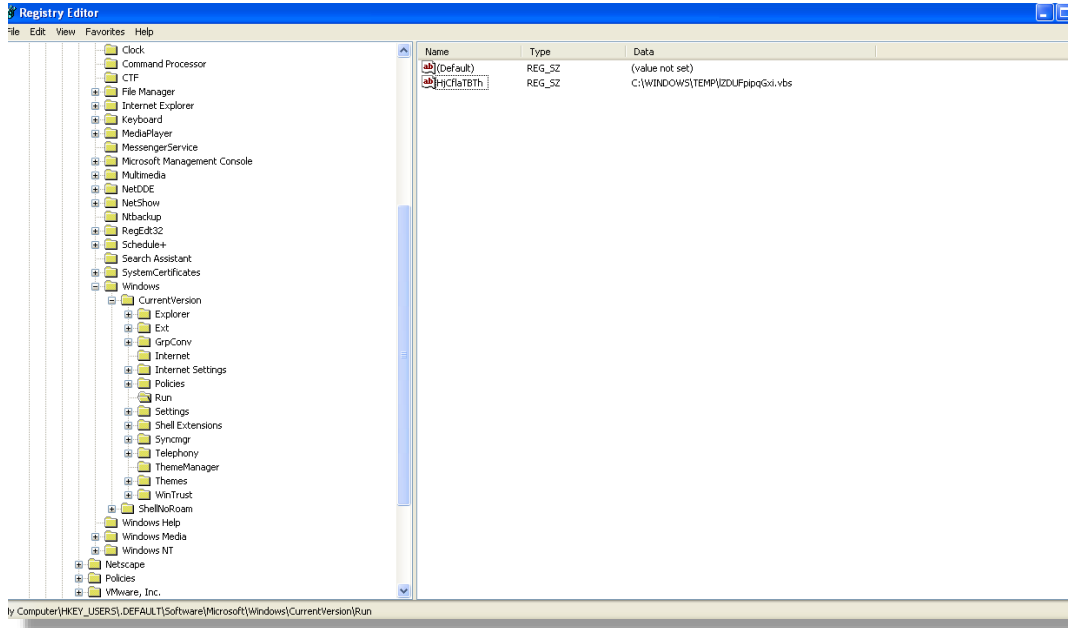 Registry Editor
File Edit View Favorites Help
Clock
Command Processor
CTF
File Manager
Internet Explorer
Keyboard
MediaPlayer
MessengerService
Microsoft Management Console
Multimedia
NetDDE
NetShow
Ntbackup
RegEdt32
Schedule+
Search Assistant
SystemCertificates
Windows
CurrentVersion
Explorer
Ext
GrpConv
Internet
Internet Settings
Policies
Run
Settings
Shell Extensions
Syncmgr
Telephony
ThemeManager
Themes
WinTrust
ShellNoRoam
Windows Help
Windows Media
Windows NT
Netscape
Policies
VMware, Inc.
Name Type Data
(Default) REG_SZ (value not set)
HjCflaTBTh REG_SZ C:\WINDOWS\TEMP\lZDUFpipqGxi.vbs
My Computer\HKEY_USERS\.DEFAULT\Software\Microsoft\Windows\CurrentVersion\Run